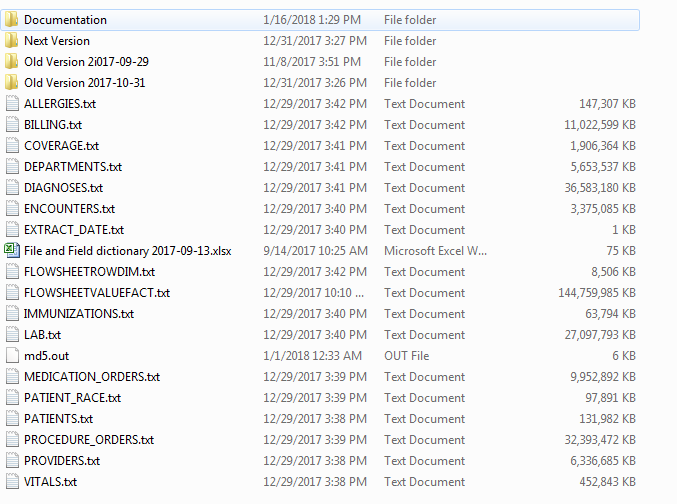 Documentation 1/16/2018 1:29 PM File folder
Next Version 12/31/2017 3:27 PM File folder
Old Version 2i017-09-29 11/8/2017 3:51 PM File folder
Old Version 2017-10-31 12/31/2017 3:26 PM File folder
ALLERGIES.txt 12/29/2017 3:42 PM Text Document 147,307 KB
BILLING.txt 12/29/2017 3:42 PM Text Document 11,022,599 KB
COVERAGE.txt 12/29/2017 3:41 PM Text Document 1,906,364 KB
DEPARTMENTS.txt 12/29/2017 3:41 PM Text Document 5,653,537 KB
DIAGNOSES.txt 12/29/2017 3:41 PM Text Document 36,583,180 KB
ENCOUNTERS.txt 12/29/2017 3:40 PM Text Document 3,375,085 KB
EXTRACT_DATE.txt 12/29/2017 3:40 PM Text Document 1 KB
File and Field dictionary 2017-09-13.xlsx 9/14/2017 10:25 AM Microsoft Excel W... 75 KB
FLOWSHEETROWDIM.txt 12/29/2017 3:42 PM Text Document 8,506 KB
FLOWSHEETVALUEFACT.txt 12/29/2017 10:10 ... Text Document 144,759,985 KB
IMMUNIZATIONS.txt 12/29/2017 3:40 PM Text Document 63,794 KB
LAB.txt 12/29/2017 3:40 PM Text Document 27,097,793 KB
md5.out 1/1/2018 12:33 AM OUT File 6 KB
MEDICATION_ORDERS.txt 12/29/2017 3:39 PM Text Document 9,952,892 KB
PATIENT_RACE.txt 12/29/2017 3:39 PM Text Document 97,891 KB
PATIENTS.txt 12/29/2017 3:38 PM Text Document 131,982 KB
PROCEDURE_ORDERS.txt 12/29/2017 3:39 PM Text Document 32,393,472 KB
PROVIDERS.txt 12/29/2017 3:38 PM Text Document 6,336,685 KB
VITALS.txt 12/29/2017 3:38 PM Text Document 452,843 KB